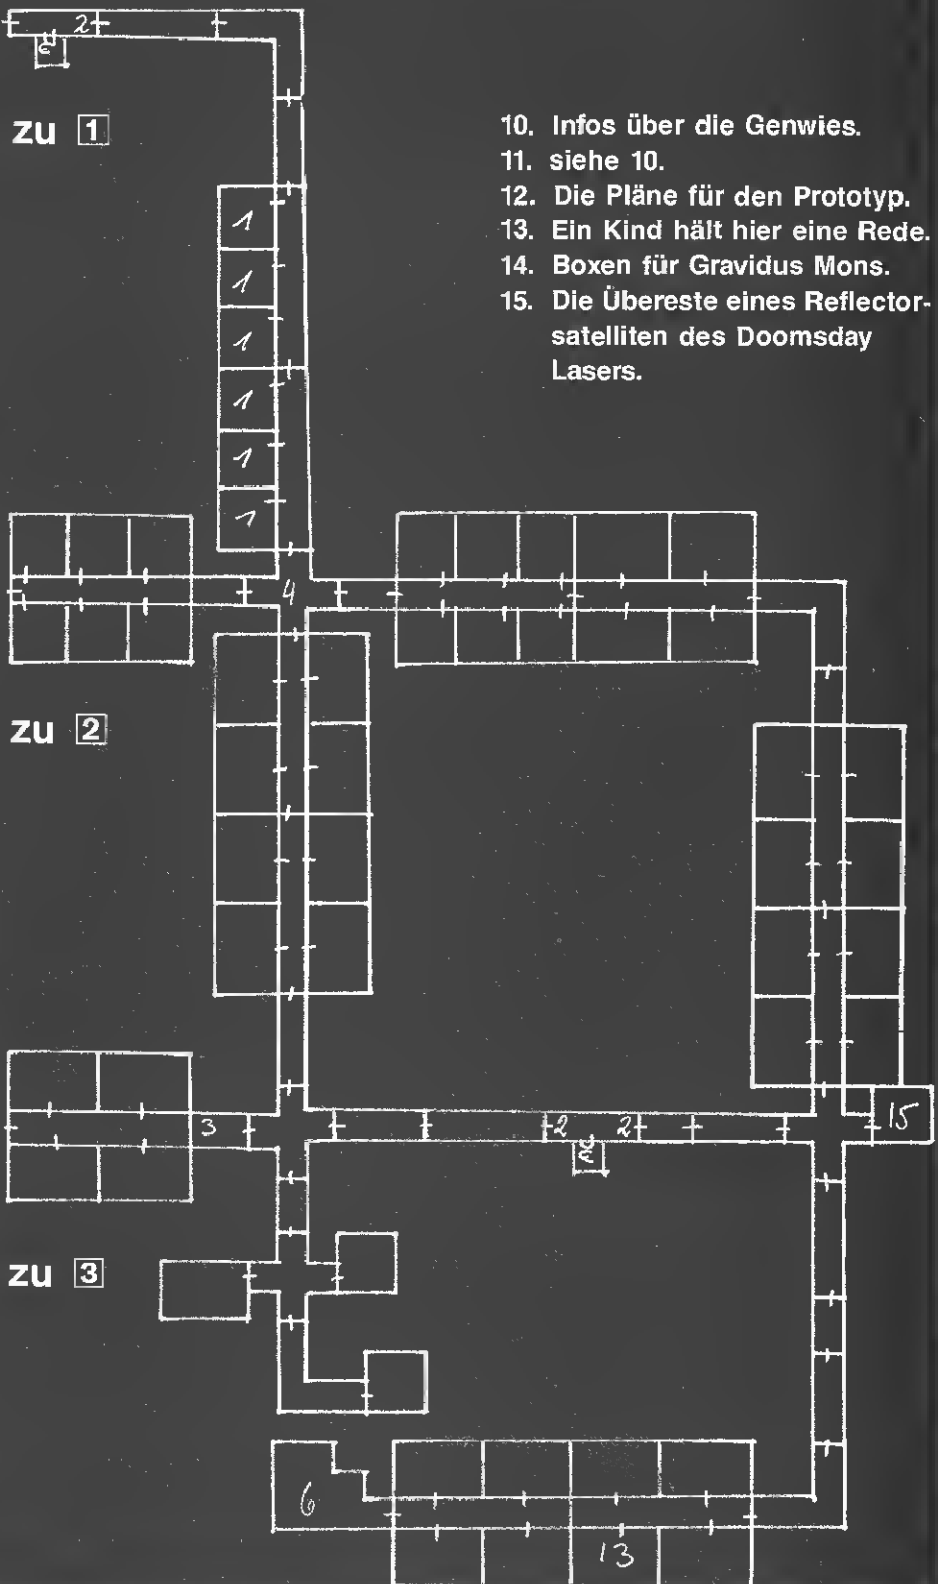 2
zu 1
10. Infos über die Genwies.
11. siehe 10.
12. Die Pläne für den Prototyp.
13. Ein Kind hält hier eine Rede.
14. Boxen für Gravidus Mons.
15. Die Übereste eines Reflector-
satelliten des Doomsday
Lasers.
1
1
1
1
1
1
4
zu 2
3
2
2
15
zu 3
6
13